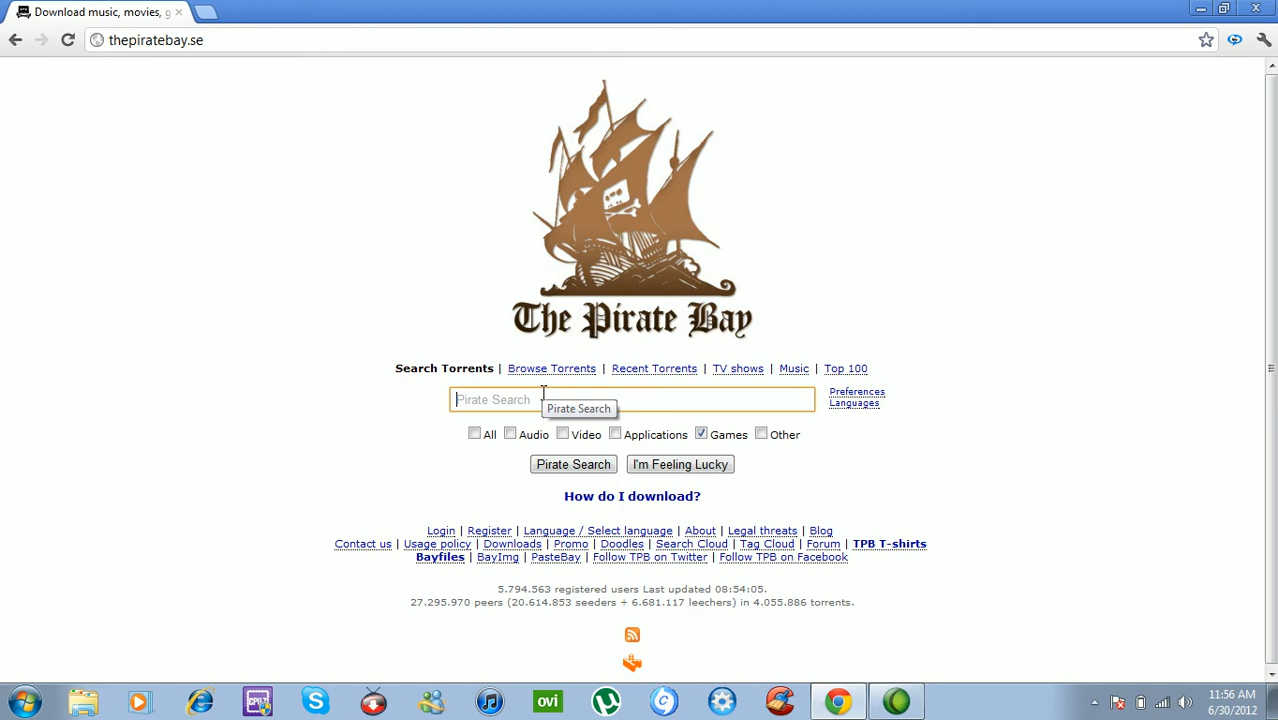 Download music, movies, g
thepiratebay.se
The Pirate Bay
Search Torrents | Browse Torrents | Recent Torrents | TV shows | Music | Top 100
Pirate Search
Pirate Search
Preferences
Languages
All Audio Video Applications Games Other
Pirate Search I'm Feeling Lucky
How do I download?
Login | Register | Language / Select language | About | Legal threats | Blog
Contact us | Usage policy | Downloads | Promo | Doodles | Search Cloud | Tag Cloud | Forum | TPB T-shirts
Bayfiles | BayImg | PasteBay | Follow TPB on Twitter | Follow TPB on Facebook
5.794.563 registered users Last updated 08:54:05.
27.295.970 peers (20.614.853 seeders + 6.681.117 leechers) in 4.055.886 torrents.
ovi
11:56 AM
6/30/2012